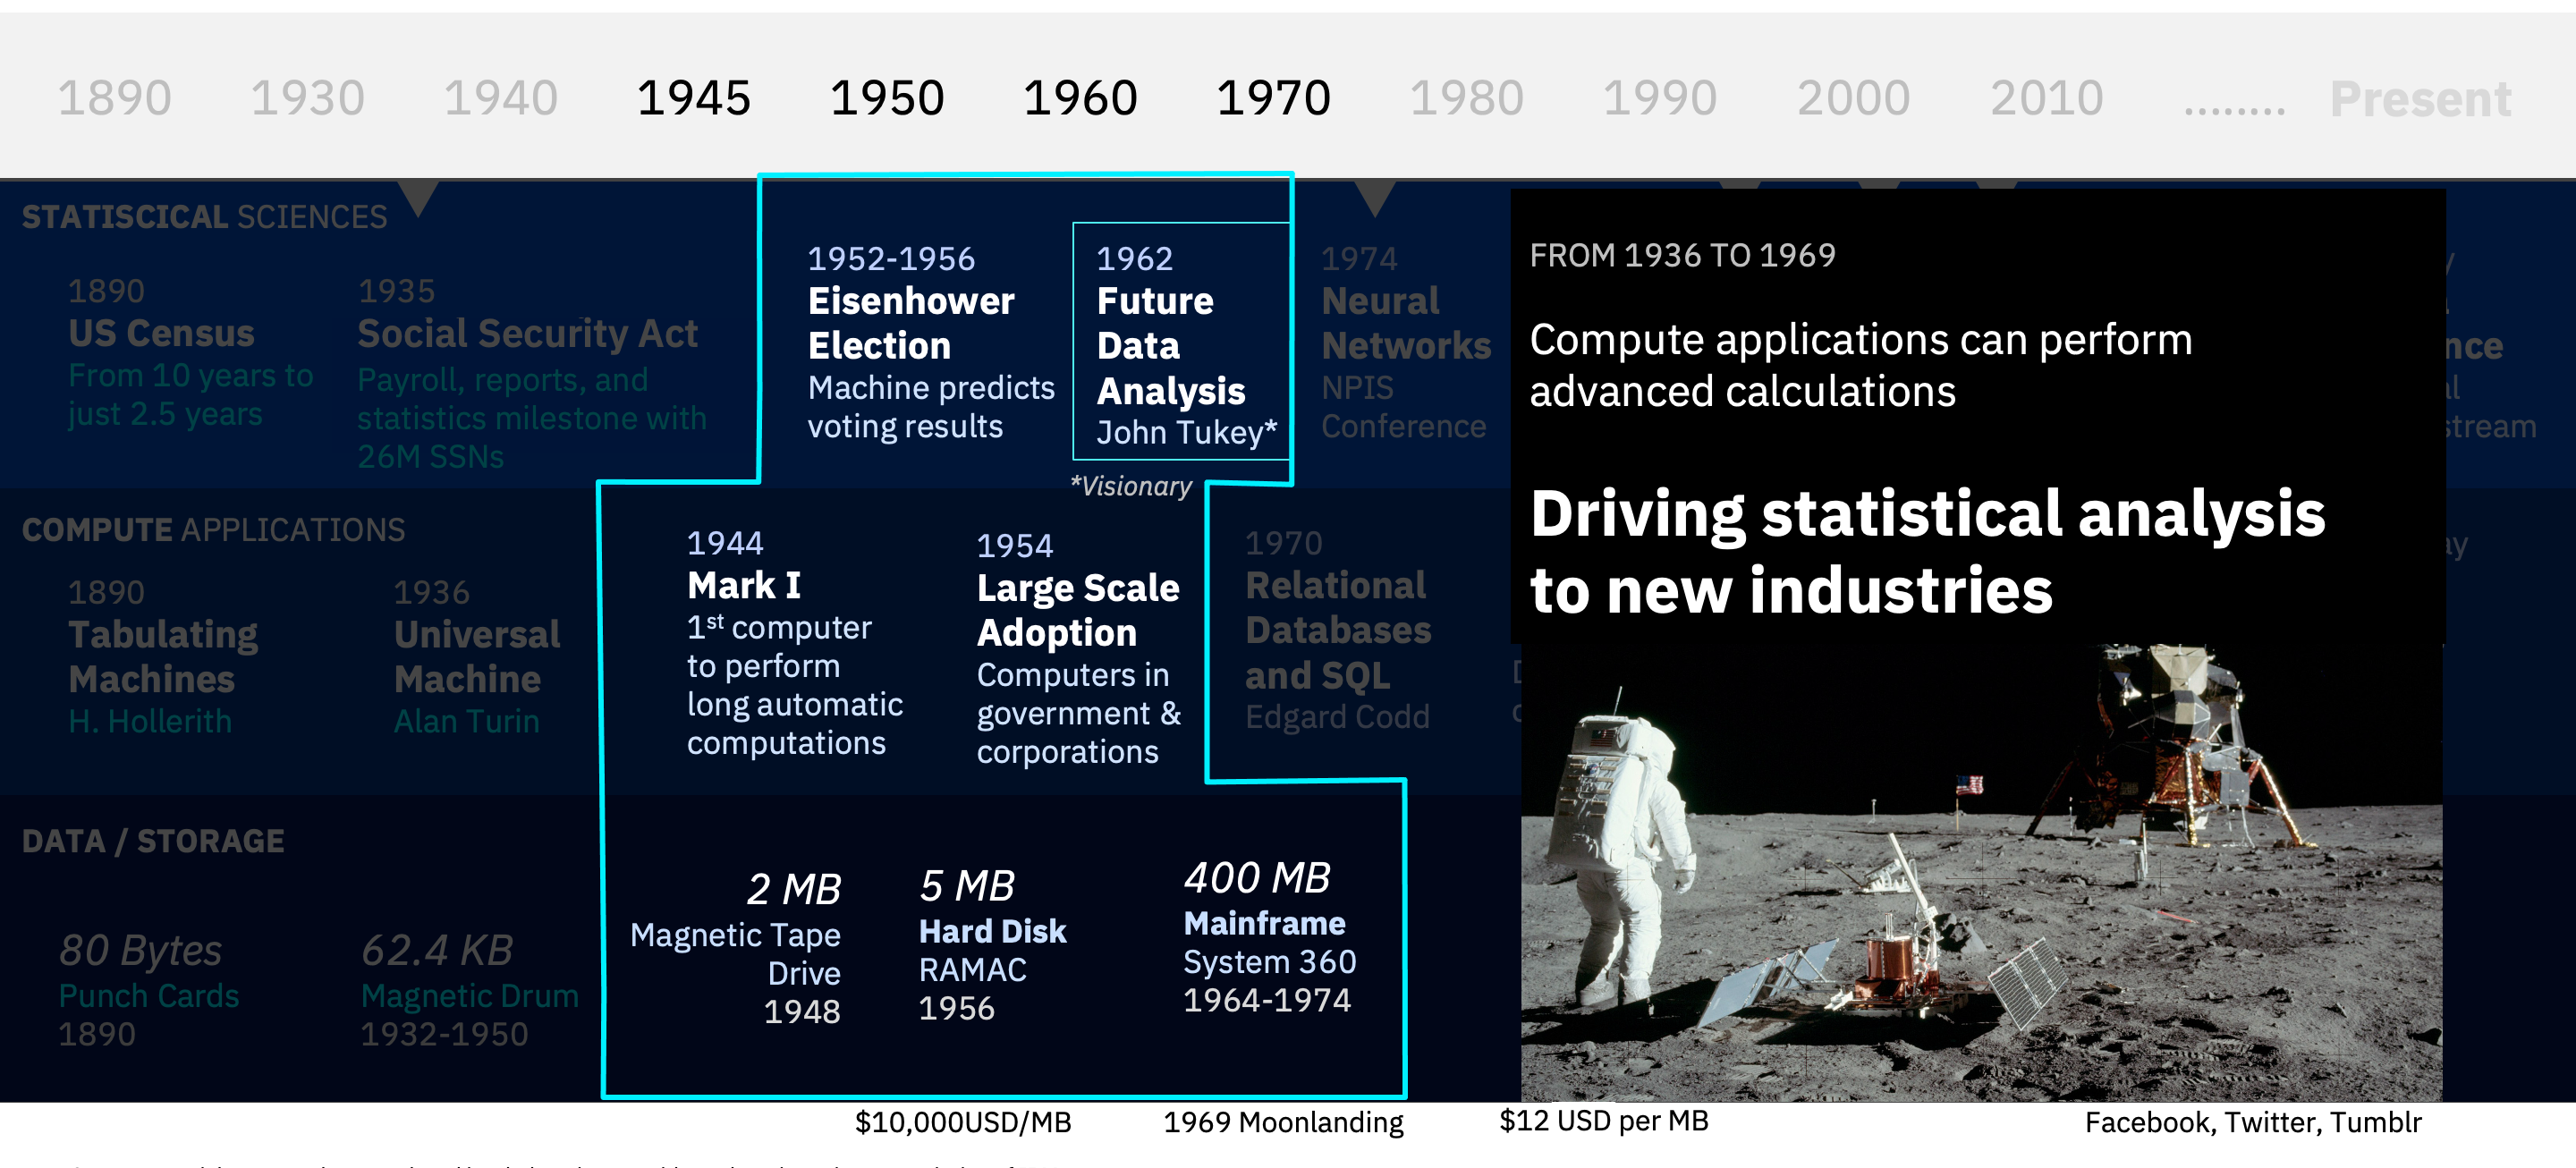 1890 1930 1940 1945 1950 1960 1970 1980 1990 2000 2010 ........ Present
STATISCICAL SCIENCES
1890
US Census
From 10 years to
just 2.5 years
1935
Social Security Act
Payroll, reports, and
statistics milestone with
26M SSNs
1952-1956
Eisenhower
Election
Machine predicts
voting results
1962
Future
Data
Analysis
John Tukey*
*Visionary
1974
Neural
Networks
NPIS
Conference
COMPUTE APPLICATIONS
1890
Tabulating
Machines
H. Hollerith
1936
Universal
Machine
Alan Turin
1944
Mark I
1st computer
to perform
long automatic
computations
1954
Large Scale
Adoption
Computers in
government &
corporations
1970
Relational
Databases
and SQL
Edgard Codd
DATA / STORAGE
80 Bytes
Punch Cards
1890
62.4 KB
Magnetic Drum
1932-1950
2 MB
Magnetic Tape
Drive
1948
5 MB
Hard Disk
RAMAC
1956
400 MB
Mainframe
System 360
1964-1974
FROM 1936 TO 1969
Compute applications can perform
advanced calculations
Driving statistical analysis
to new industries
$10,000USD/MB
1969 Moonlanding
$12 USD per MB
Facebook, Twitter, Tumblr